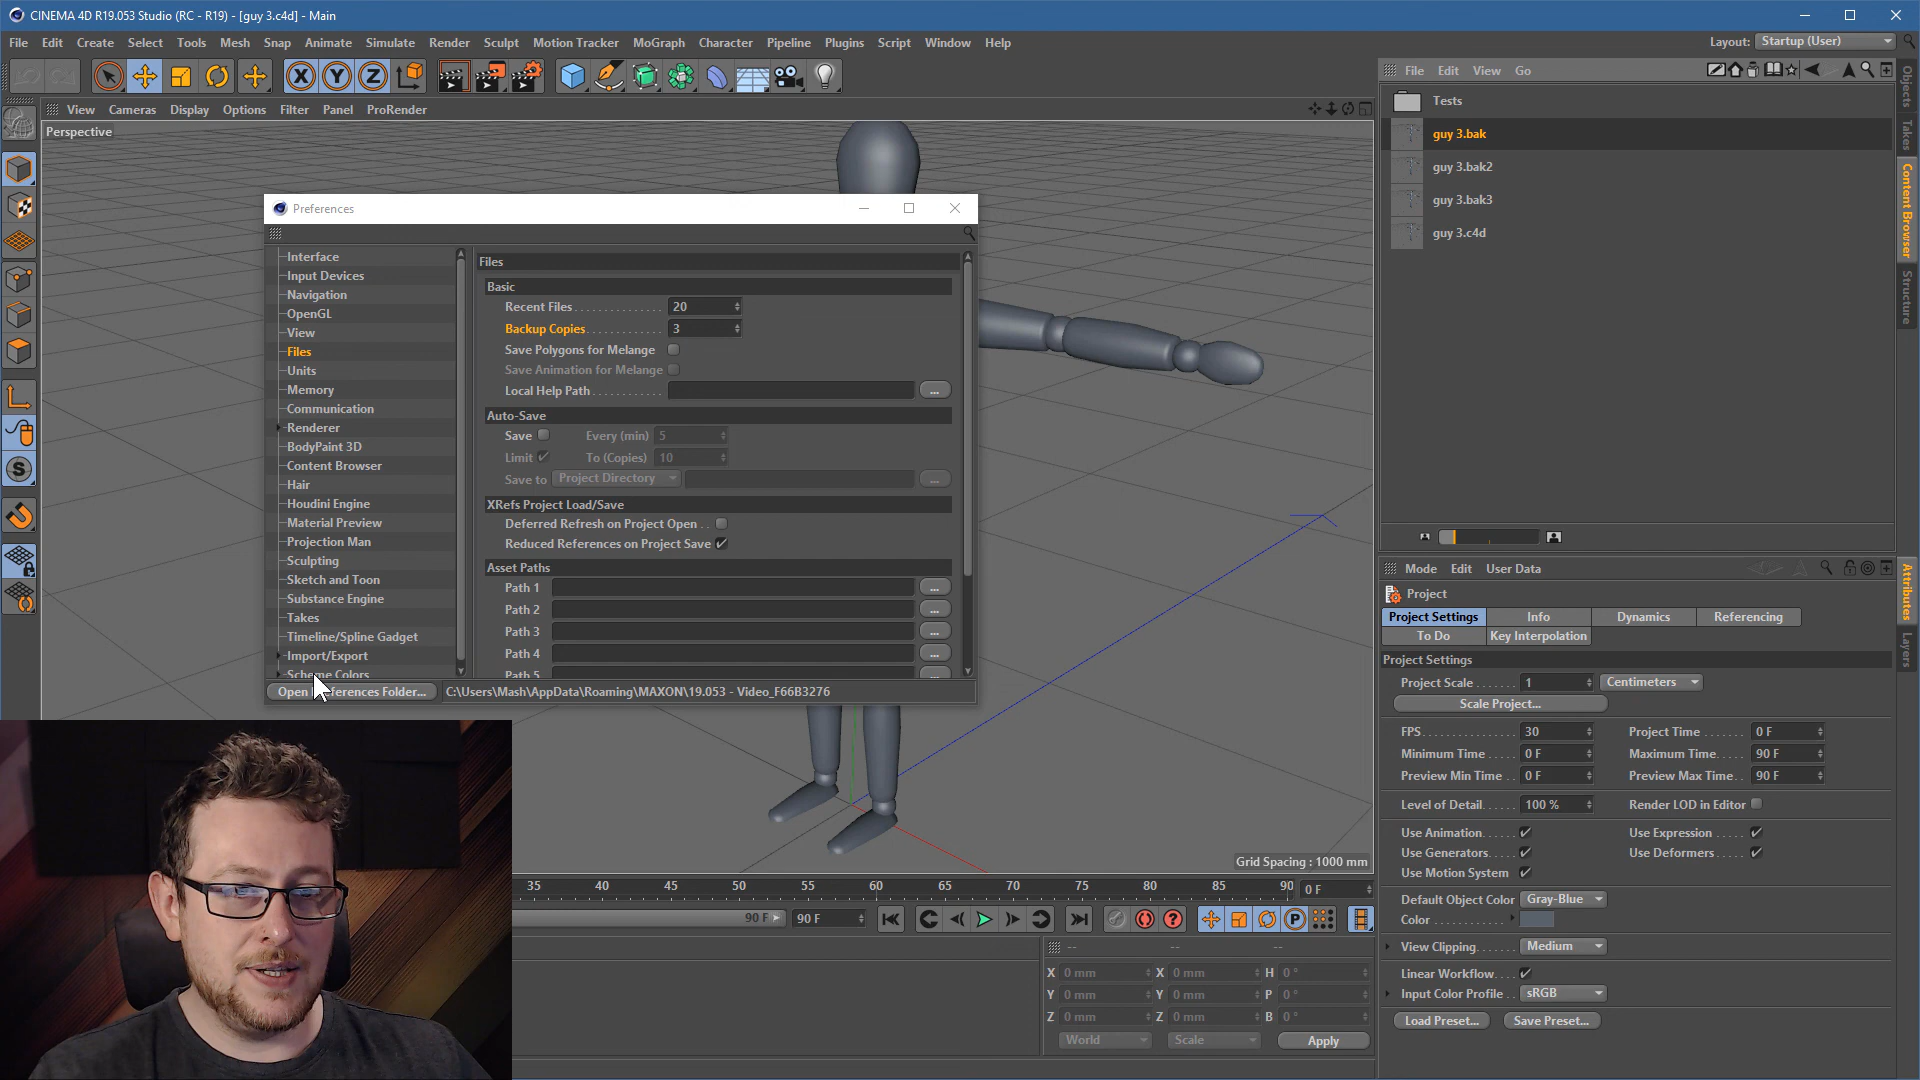 CINEMA 4D R19.053 Studio (RC - R19) - [guy 3.c4d] - Main
File Edit Create Select Tools Mesh Snap Animate Simulate Render Sculpt Motion Tracker MoGraph Character Pipeline Plugins Script Window Help
Layout: Startup (User)
View Cameras Display Options Filter Panel ProRender
Perspective
File Edit View Go
Tests
guy 3.bak
guy 3.bak2
guy 3.bak3
guy 3.c4d
Objects
Takes
Content Browser
Structure
Preferences
Interface
Input Devices
Navigation
OpenGL
View
Files
Units
Memory
Communication
Renderer
BodyPaint 3D
Content Browser
Hair
Houdini Engine
Material Preview
Projection Man
Sculpting
Sketch and Toon
Substance Engine
Takes
Timeline/Spline Gadget
Import/Export
Scheme Colors
Files
Basic
Recent Files 20
Backup Copies 3
Save Polygons for Melange
Save Animation for Melange
Local Help Path ...
Auto-Save
Save Every (min) 5
Limit To (Copies) 10
Save to Project Directory ...
XRefs Project Load/Save
Deferred Refresh on Project Open
Reduced References on Project Save
Asset Paths
Path 1 ...
Path 2 ...
Path 3 ...
Path 4 ...
Path 5
Open references Folder... C:\Users\Mash\AppData\Roaming\MAXON\19.053 - Video_F66B3276
Grid Spacing : 1000 mm
35 40 45 50 55 60 65 70 75 80 85 90 0 F
90 F 90 F
-- -- --
X 0 mm X 0 mm H 0 °
Y 0 mm Y 0 mm P 0 °
Z 0 mm Z 0 mm B 0 °
World Scale Apply
Mode Edit User Data
Project
Project Settings Info Dynamics Referencing
To Do Key Interpolation
Project Settings
Project Scale 1 Centimeters
Scale Project...
FPS 30 Project Time 0 F
Minimum Time 0 F Maximum Time 90 F
Preview Min Time 0 F Preview Max Time 90 F
Level of Detail 100 % Render LOD in Editor
Use Animation Use Expression
Use Generators Use Deformers
Use Motion System
Default Object Color Gray-Blue
Color
View Clipping Medium
Linear Workflow
Input Color Profile sRGB
Load Preset... Save Preset...
Attributes
Layers